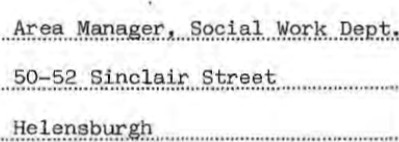 Area Manager, Social Work Dept.
50-52 Sinclair Street
Helensburgh